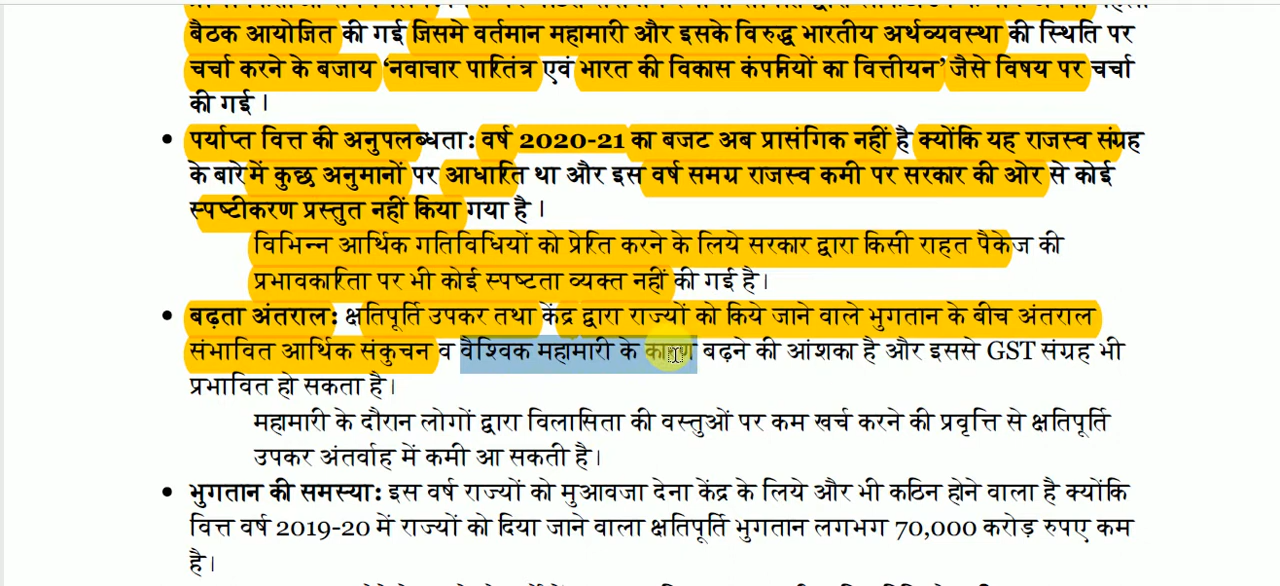 बैठक आयोजित की गई जिसमे वर्तमान महामारी और इसके विरुद्ध भारतीय अर्थव्यवस्था की स्थिति पर
चर्चा करने के बजाय ‘नवाचार पारितंत्र एवं भारत की विकास कंपनियों का वित्तीयन’ जैसे विषय पर चर्चा
की गई ।
• पर्याप्त वित्त की अनुपलब्धता: वर्ष 2020-21 का बजट अब प्रासंगिक नहीं है क्योंकि यह राजस्व संग्रह
के बारे में कुछ अनुमानों पर आधारित था और इस वर्ष समग्र राजस्व कमी पर सरकार की ओर से कोई
स्पष्टीकरण प्रस्तुत नहीं किया गया है ।
विभिन्न आर्थिक गतिविधियों को प्रेरित करने के लिये सरकार द्वारा किसी राहत पैकेज की
प्रभावकारिता पर भी कोई स्पष्टता व्यक्त नहीं की गई है।
• बढ़ता अंतराल: क्षतिपूर्ति उपकर तथा केंद्र द्वारा राज्यों को किये जाने वाले भुगतान के बीच अंतराल
संभावित आर्थिक संकुचन व वैश्विक महामारी के कारण बढ़ने की आंशका है और इससे GST संग्रह भी
प्रभावित हो सकता है।
महामारी के दौरान लोगों द्वारा विलासिता की वस्तुओं पर कम खर्च करने की प्रवृत्ति से क्षतिपूर्ति
उपकर अंतर्वाह में कमी आ सकती है।
• भुगतान की समस्या: इस वर्ष राज्यों को मुआवजा देना केंद्र के लिये और भी कठिन होने वाला है क्योंकि
वित्त वर्ष 2019-20 में राज्यों को दिया जाने वाला क्षतिपूर्ति भुगतान लगभग 70,000 करोड़ रुपए कम
है।